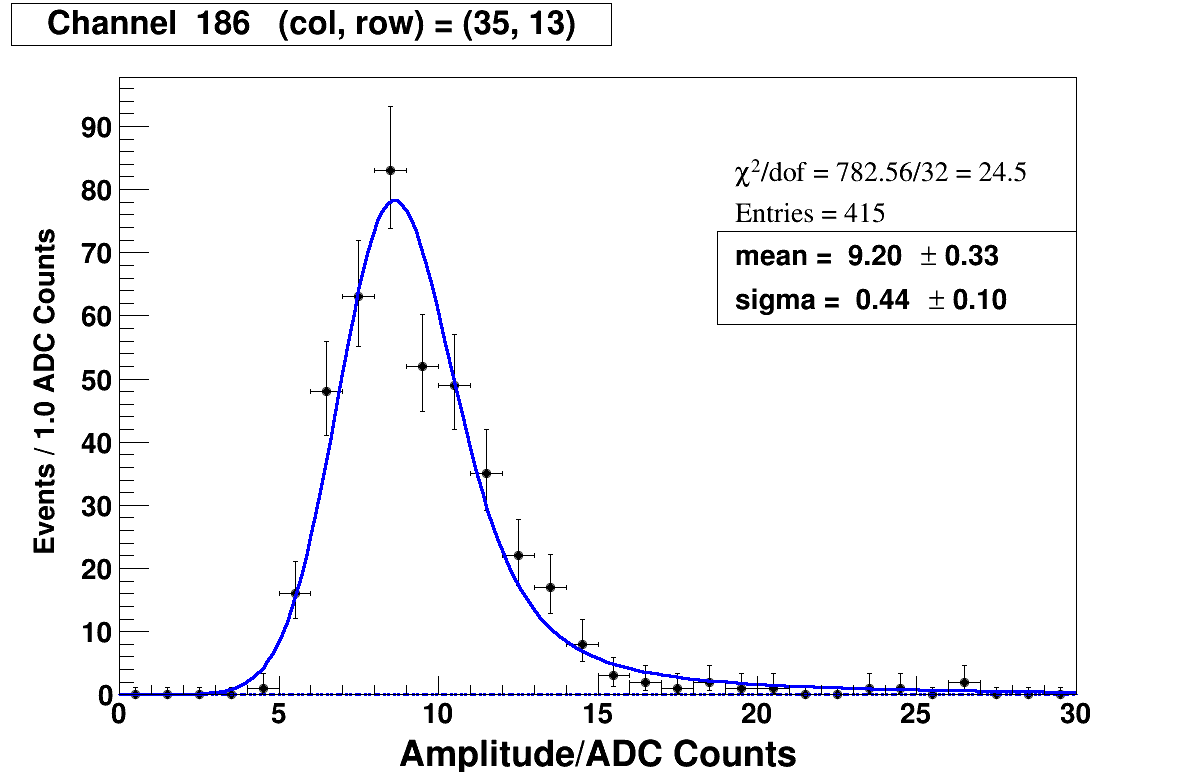 Channel 186 (col, row) = (35, 13)
χ²/dof = 782.56/32 = 24.5
Entries = 415
mean = 9.20 ± 0.33
sigma = 0.44 ± 0.10
Events / 1.0 ADC Counts
90
80
70
60
50
40
30
20
10
0
0 5 10 15 20 25 30
Amplitude/ADC Counts